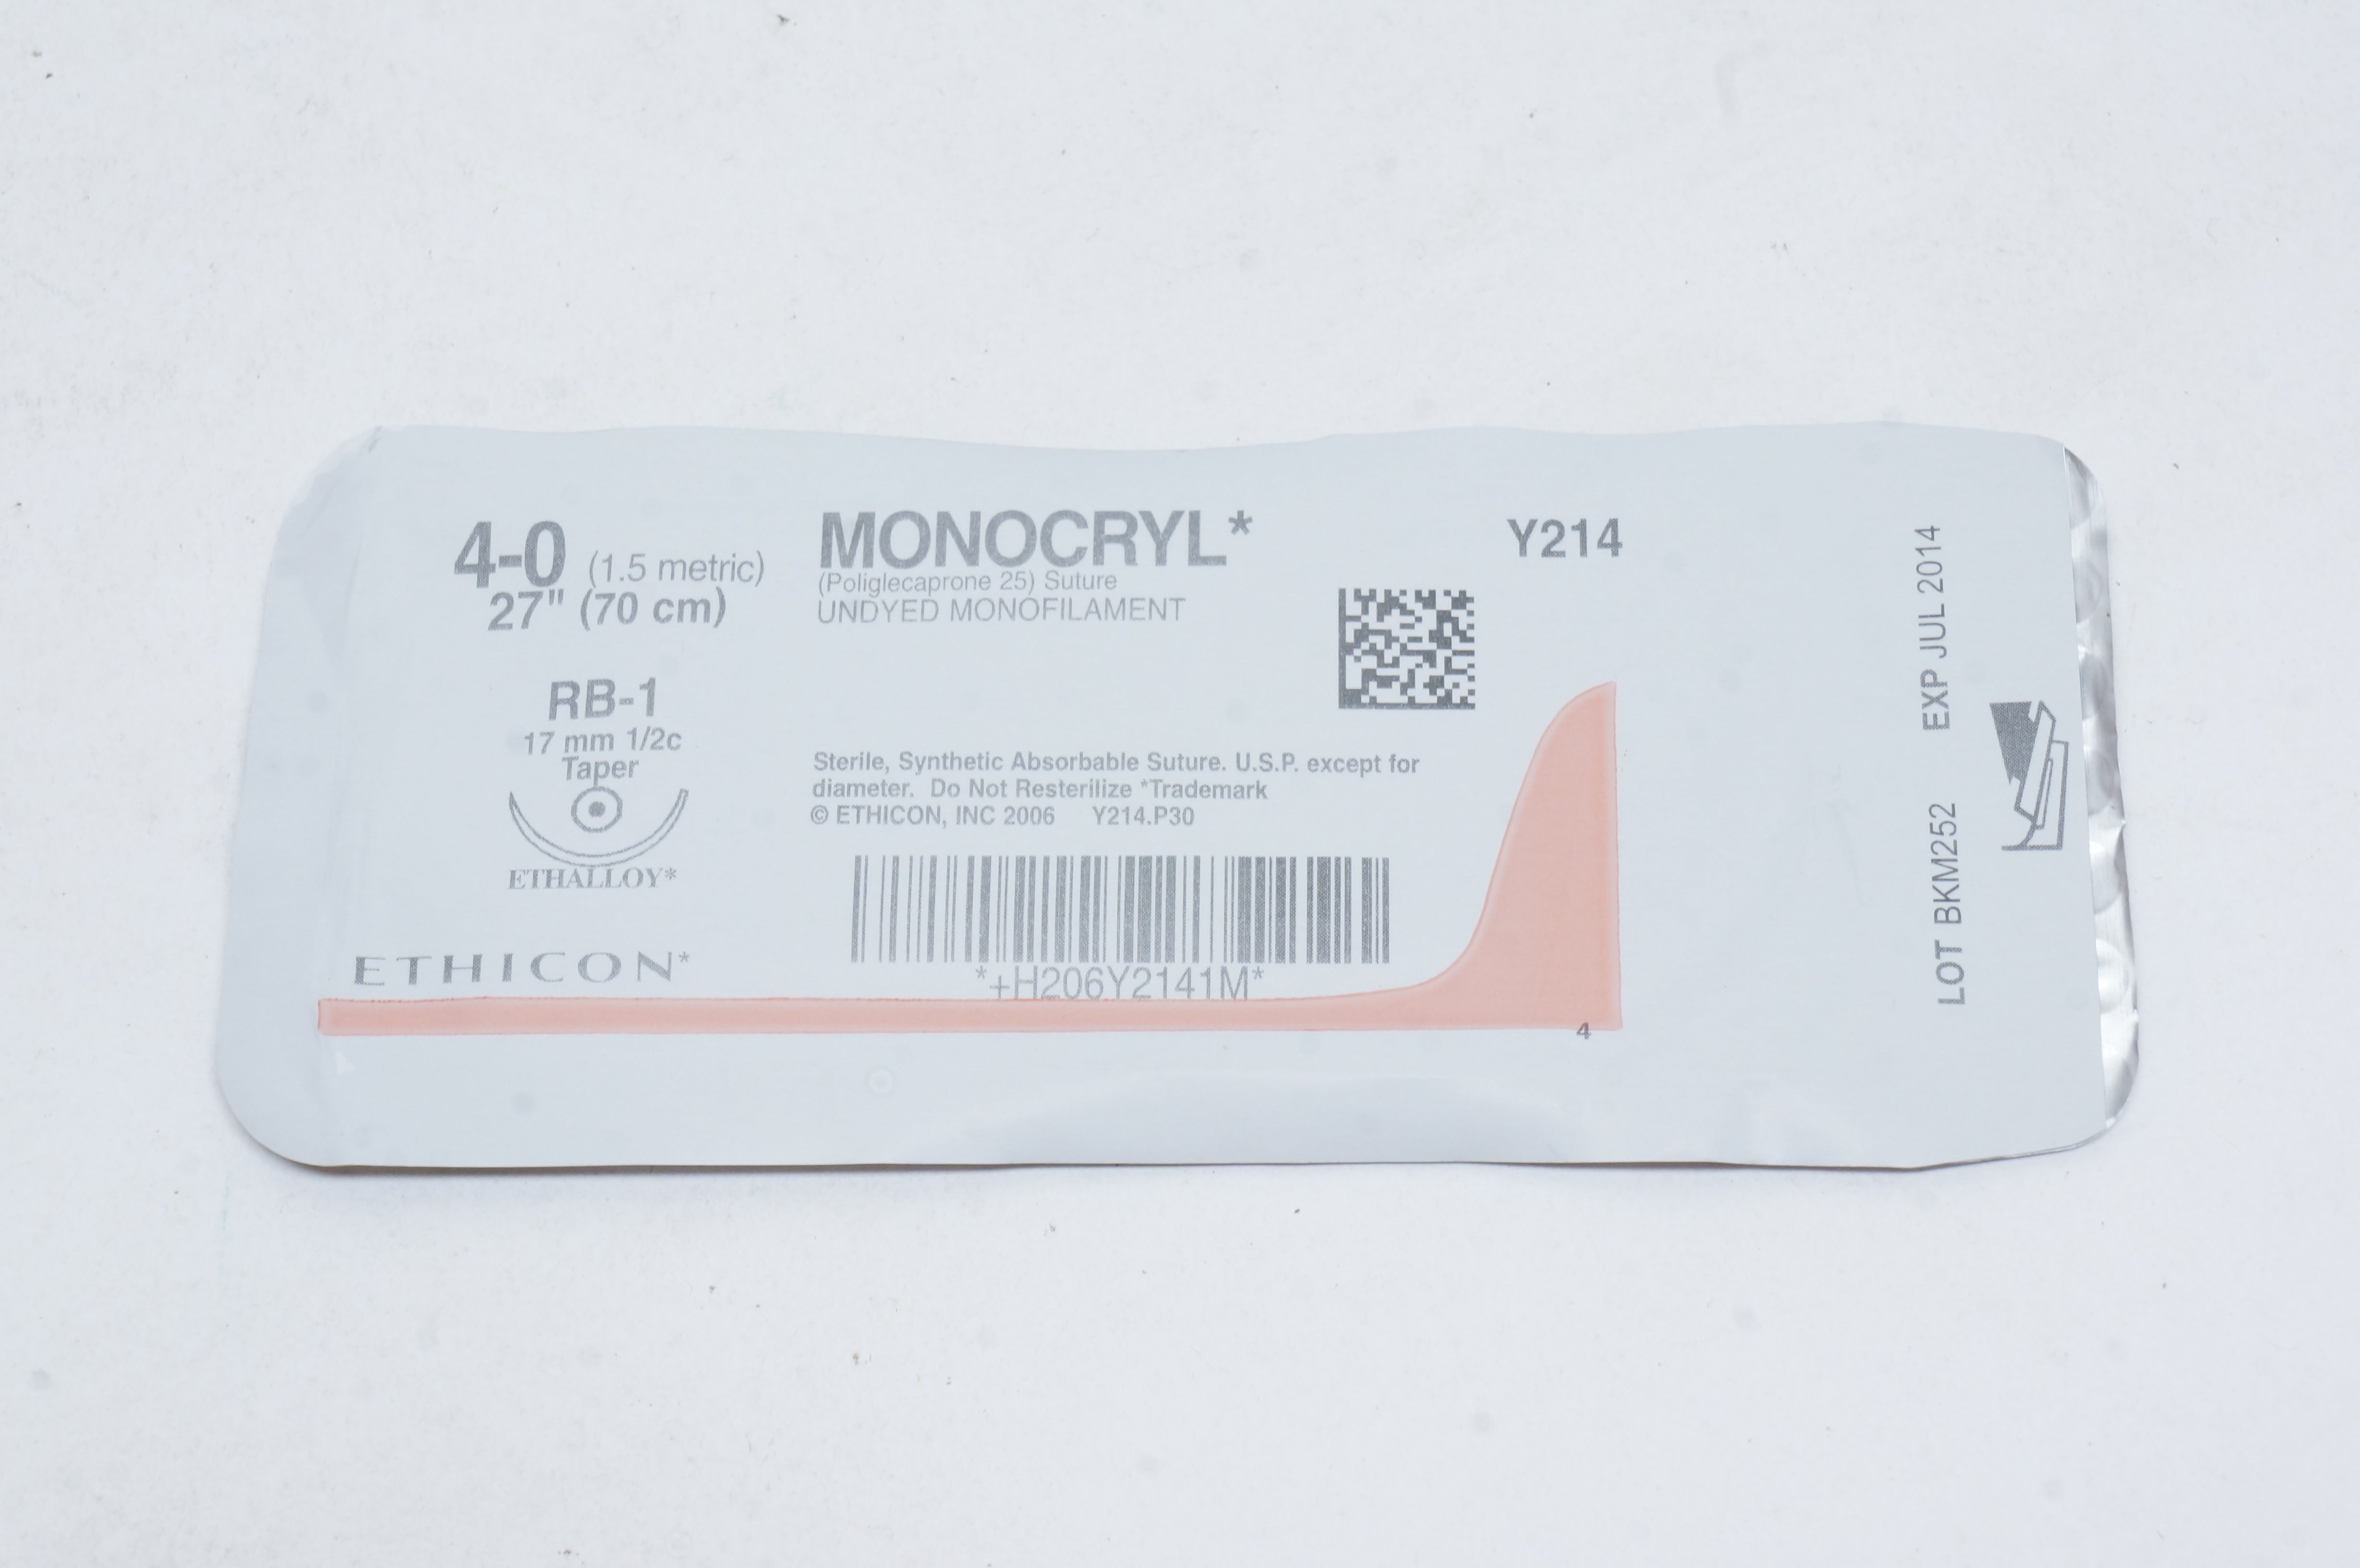 4-0 (1.5 metric)
27" (70 cm)
RB-1
17 mm 1/2c
Taper
ETHALLOY*
ETHICON*
MONOCRYL*
(Poliglecaprone 25) Suture
UNDYED MONOFILAMENT
Y214
Sterile, Synthetic Absorbable Suture. U.S.P. except for
diameter. Do Not Resterilize *Trademark
© ETHICON, INC 2006 Y214.P30
*+H206Y2141M*
4
LOT BKM252 EXP JUL 2014